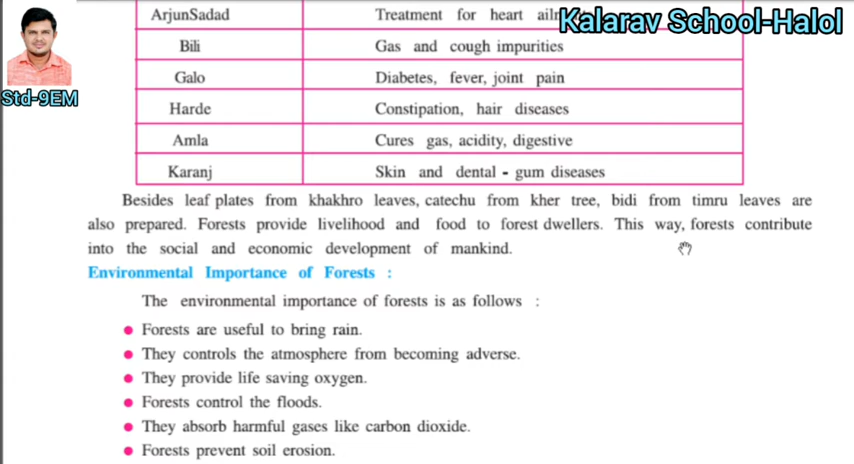 Kalarav School-Halol
Std-9EM
ArjunSadad Treatment for heart
Bili Gas and cough impurities
Galo Diabetes, fever, joint pain
Harde Constipation, hair diseases
Amla Cures gas, acidity, digestive
Karanj Skin and dental - gum diseases
Besides leaf plates from khakhro leaves, catechu from kher tree, bidi from timru leaves are
also prepared. Forests provide livelihood and food to forest dwellers. This way, forests contribute
into the social and economic development of mankind.
Environmental Importance of Forests :
The environmental importance of forests is as follows :
● Forests are useful to bring rain.
● They controls the atmosphere from becoming adverse.
● They provide life saving oxygen.
● Forests control the floods.
● They absorb harmful gases like carbon dioxide.
● Forests prevent soil erosion.